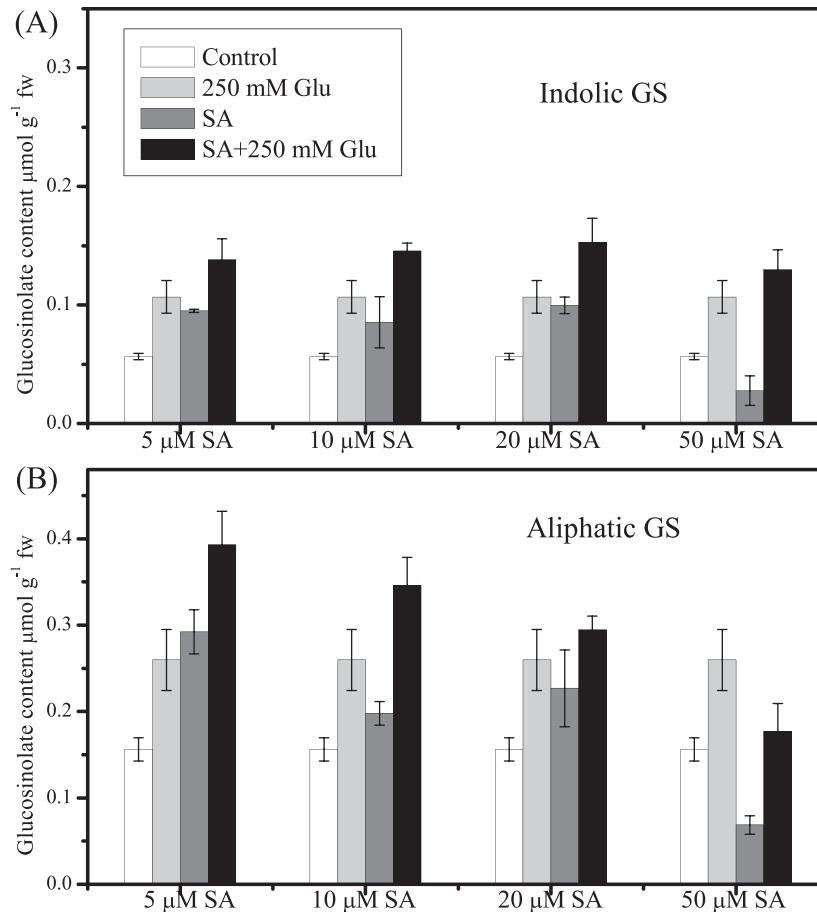 (A)
Control
250 mM Glu
SA
SA+250 mM Glu
Indolic GS
Glucosinolate content μmol g⁻¹ fw
0.3
0.2
0.1
0.0
5 μM SA 10 μM SA 20 μM SA 50 μM SA
(B)
Aliphatic GS
Glucosinolate content μmol g⁻¹ fw
0.4
0.3
0.2
0.1
0.0
5 μM SA 10 μM SA 20 μM SA 50 μM SA